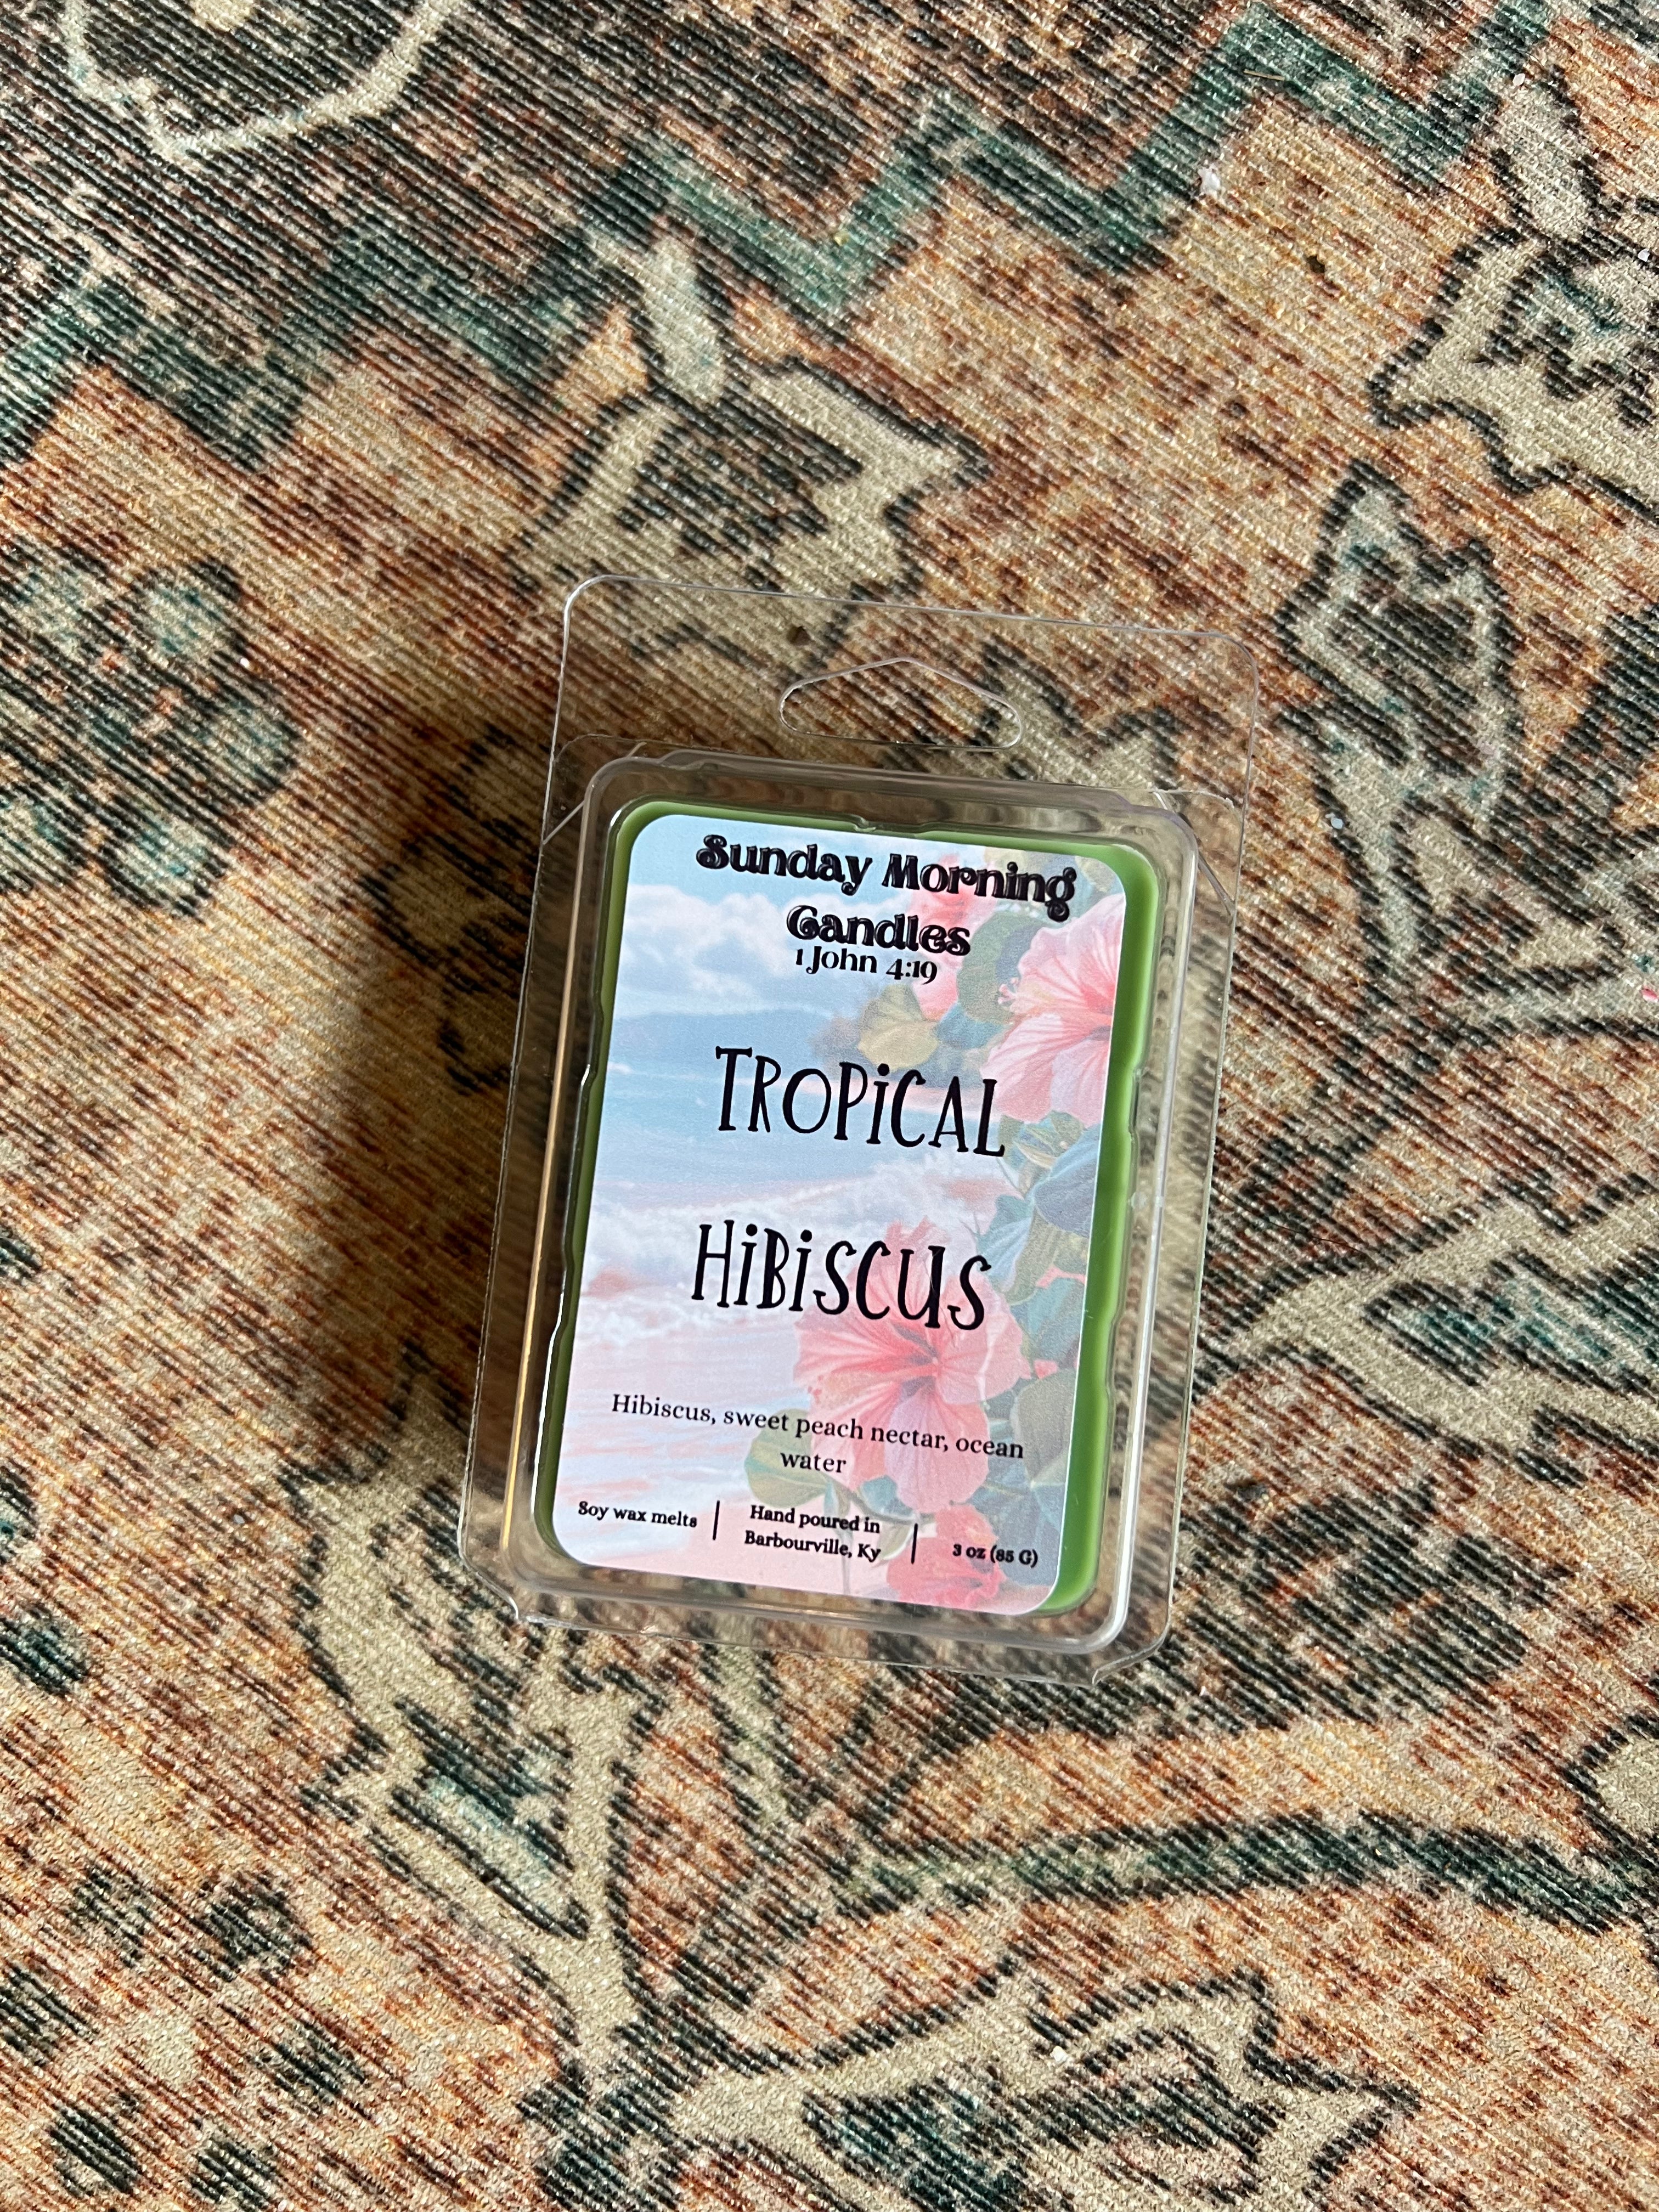 Sunday Morning
Candles
1 John 4:19
TROPiCAL
HiBiSCUS
Hibiscus, sweet peach nectar, ocean
water
Soy wax melts | Hand poured in
Barbourville, Ky | 3 oz (85 G)